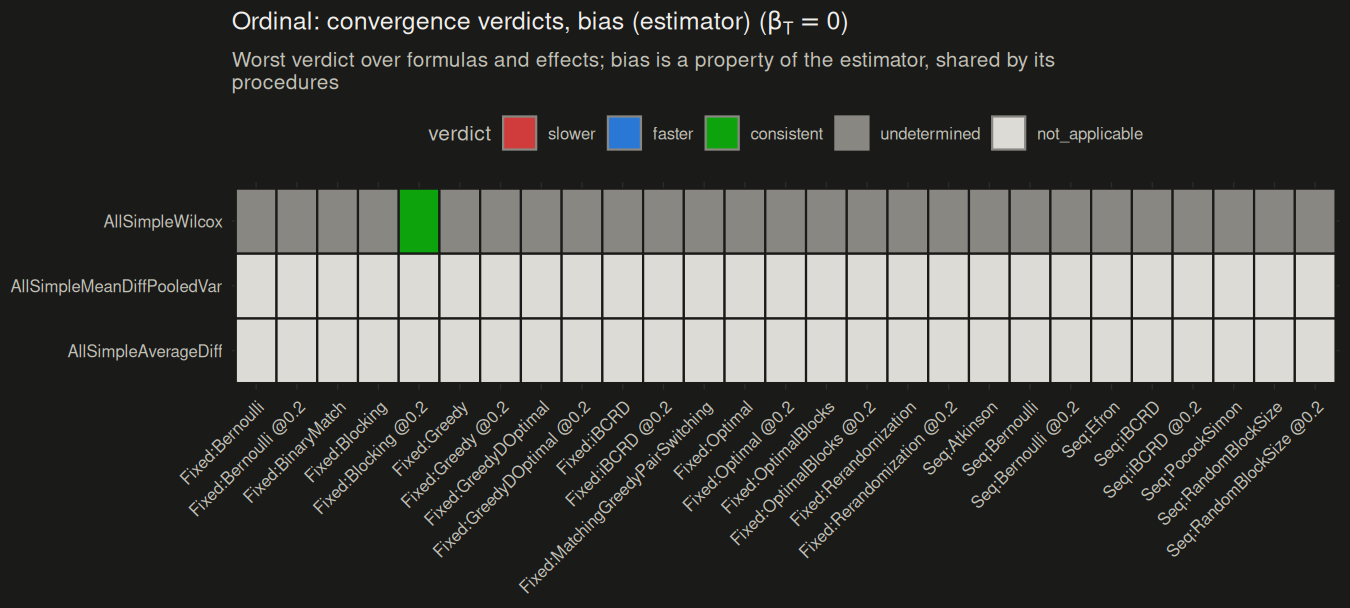 Ordinal: convergence verdicts, bias (estimator) (βT = 0)
Worst verdict over formulas and effects; bias is a property of the estimator, shared by its
procedures
verdict slower faster consistent undetermined not_applicable
AllSimpleWilcox
AllSimpleMeanDiffPooledVar
AllSimpleAverageDiff
Fixed:Bernoulli
Fixed:Bernoulli @0.2
Fixed:BinaryMatch
Fixed:Blocking
Fixed:Blocking @0.2
Fixed:Greedy
Fixed:Greedy @0.2
Fixed:GreedyDOptimal
Fixed:GreedyDOptimal @0.2
Fixed:iBCRD
Fixed:iBCRD @0.2
Fixed:MatchingGreedyPairSwitching
Fixed:Optimal
Fixed:Optimal @0.2
Fixed:OptimalBlocks
Fixed:OptimalBlocks @0.2
Fixed:Rerandomization
Fixed:Rerandomization @0.2
Seq:Atkinson
Seq:Bernoulli
Seq:Bernoulli @0.2
Seq:Efron
Seq:iBCRD
Seq:iBCRD @0.2
Seq:PocockSimon
Seq:RandomBlockSize
Seq:RandomBlockSize @0.2